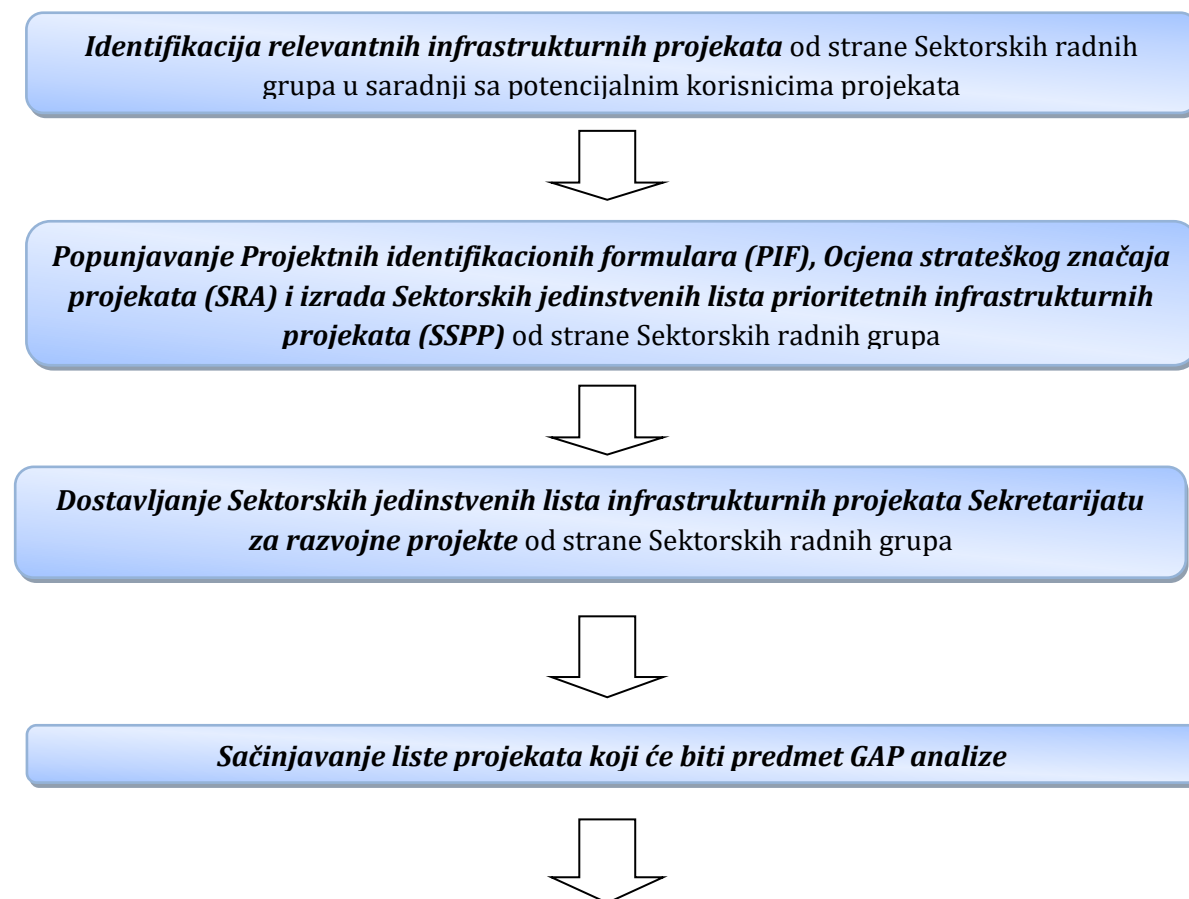 Identifikacija relevantnih infrastrukturnih projekata od strane Sektorskih radnih
grupa u saradnji sa potencijalnim korisnicima projekata
Popunjavanje Projektnih identifikacionih formulara (PIF), Ocjena strateškog značaja
projekata (SRA) i izrada Sektorskih jedinstvenih lista prioritetnih infrastrukturnih
projekata (SSPP) od strane Sektorskih radnih grupa
Dostavljanje Sektorskih jedinstvenih lista infrastrukturnih projekata Sekretarijatu
za razvojne projekte od strane Sektorskih radnih grupa
Sačinjavanje liste projekata koji će biti predmet GAP analize